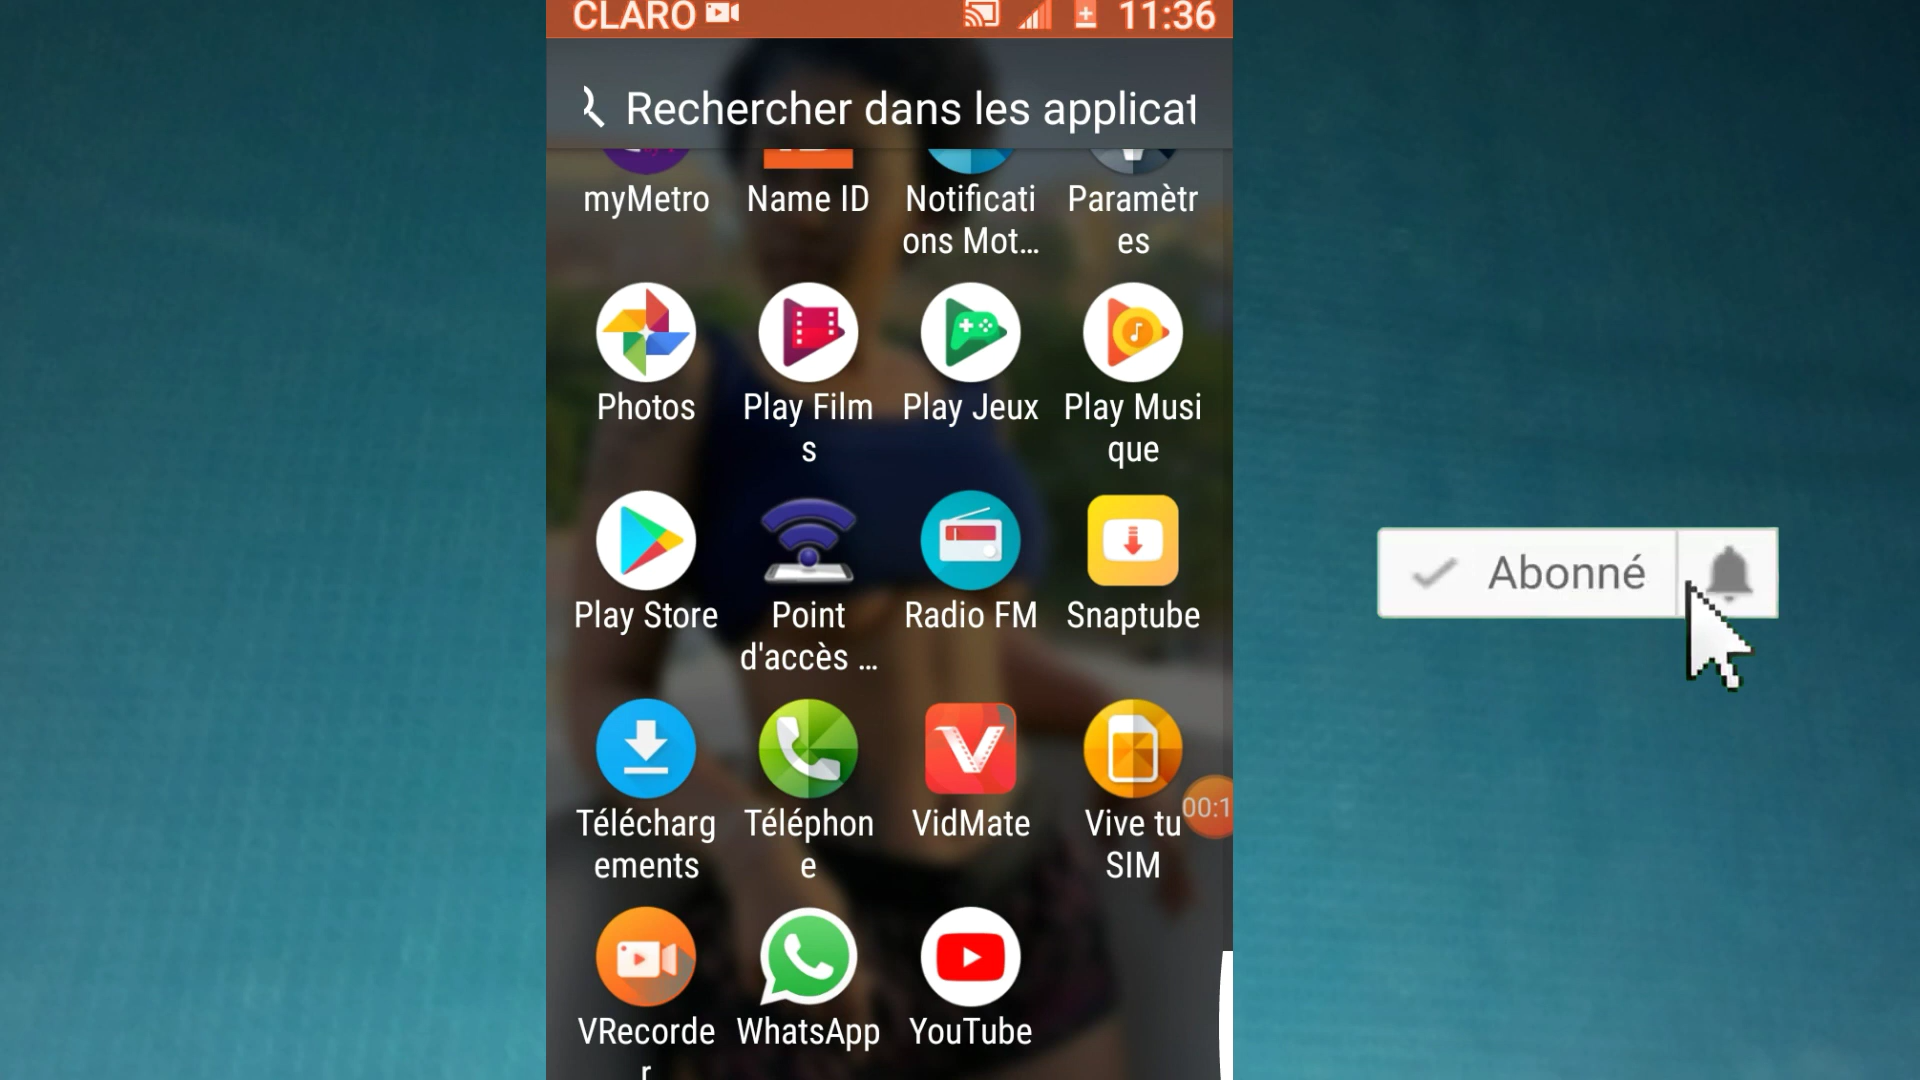 CLARO 11:36
Rechercher dans les applicat
myMetro Name ID Notificati Paramètr
ons Mot... es
Photos Play Film Play Jeux Play Musi
s que
Play Store Point Radio FM Snaptube
d'accès ...
Abonné
Télécharg Téléphon VidMate Vive tu
ements e SIM
00:1
VRecorde WhatsApp YouTube
r